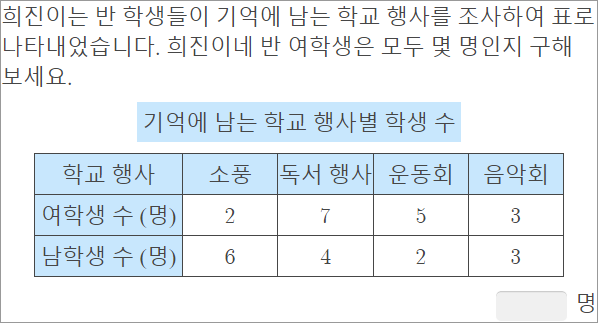 희진이는 반 학생들이 기억에 남는 학교 행사를 조사하여 표로
나타내었습니다. 희진이네 반 여학생은 모두 몇 명인지 구해
보세요.
기억에 남는 학교 행사별 학생 수
학교 행사 소풍 독서 행사 운동회 음악회
여학생 수 (명) 2 7 5 3
남학생 수 (명) 6 4 2 3
명